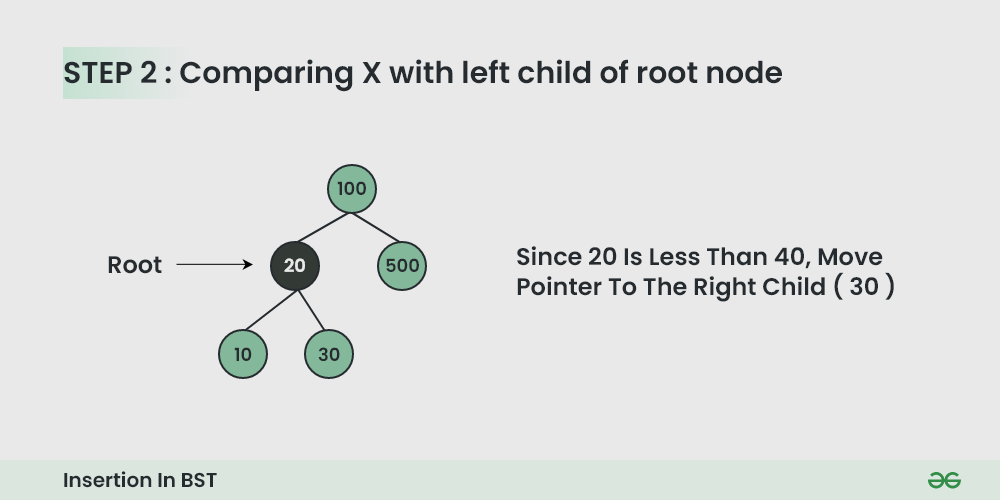 STEP 2 : Comparing X with left child of root node
100
Root
20
500
Since 20 Is Less Than 40, Move
Pointer To The Right Child ( 30 )
10
30
Insertion In BST